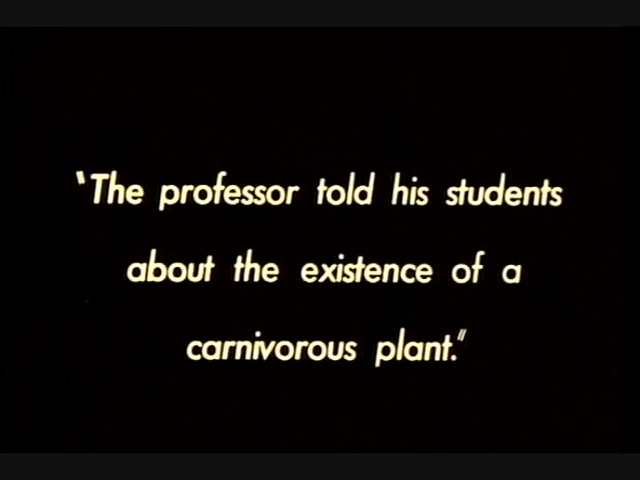 "The professor told his students
about the existence of a
carnivorous plant."